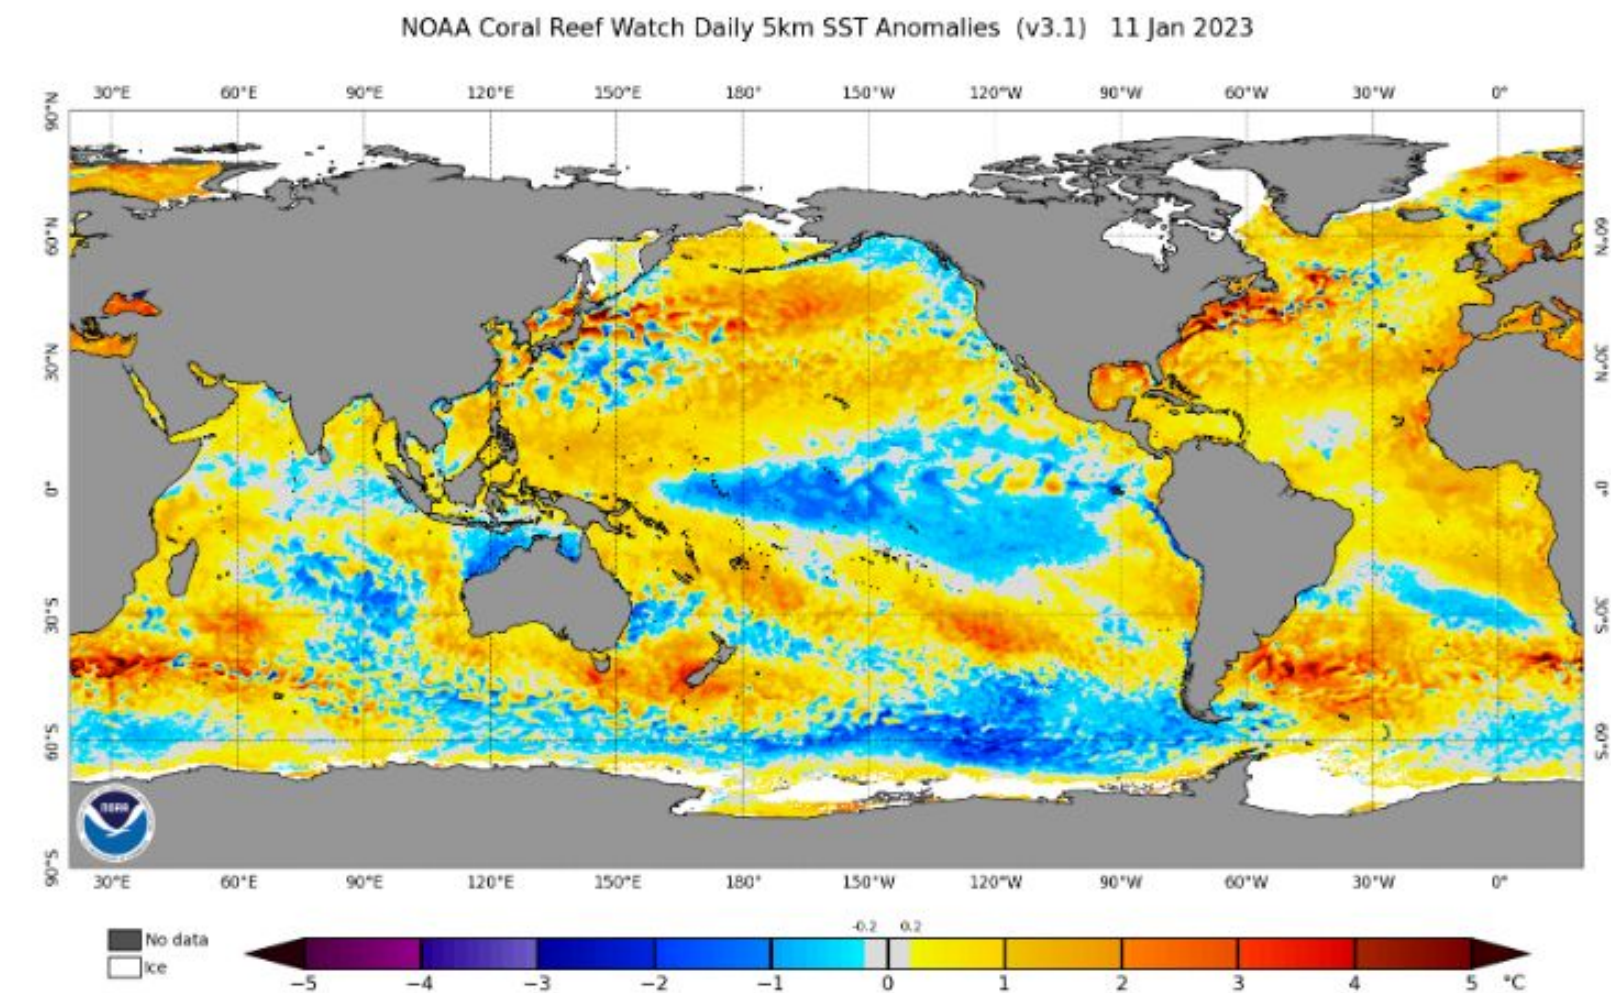 NOAA Coral Reef Watch Daily 5km SST Anomalies (v3.1) 11 Jan 2023
30°E 60°E 90°E 120°E 150°E 180° 150°W 120°W 90°W 60°W 30°W 0°
90°N
60°N 60°N
30°N 30°N
0° 0°
30°S 30°S
60°S 60°S
90°S
NOAA
30°E 60°E 90°E 120°E 150°E 180° 150°W 120°W 90°W 60°W 30°W 0°
-0.2 0.2
No data
Ice
−5 −4 −3 −2 −1 0 1 2 3 4 5 °C